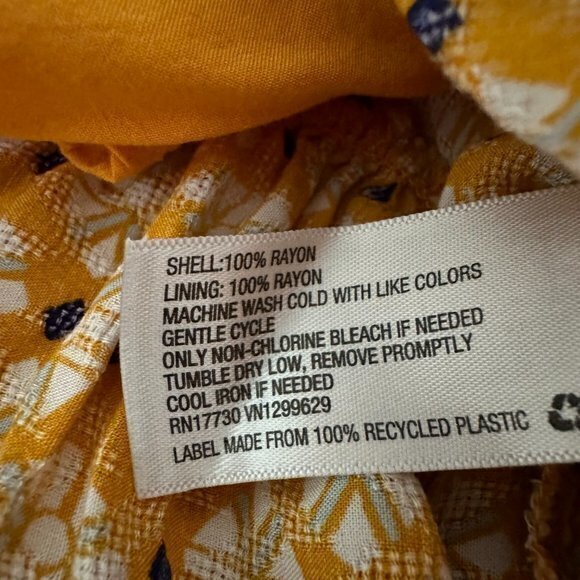 SHELL:100% RAYON
LINING: 100% RAYON
MACHINE WASH COLD WITH LIKE COLORS
GENTLE CYCLE
ONLY NON-CHLORINE BLEACH IF NEEDED
TUMBLE DRY LOW, REMOVE PROMPTLY
COOL IRON IF NEEDED
RN17730 VN1299629
LABEL MADE FROM 100% RECYCLED PLASTIC